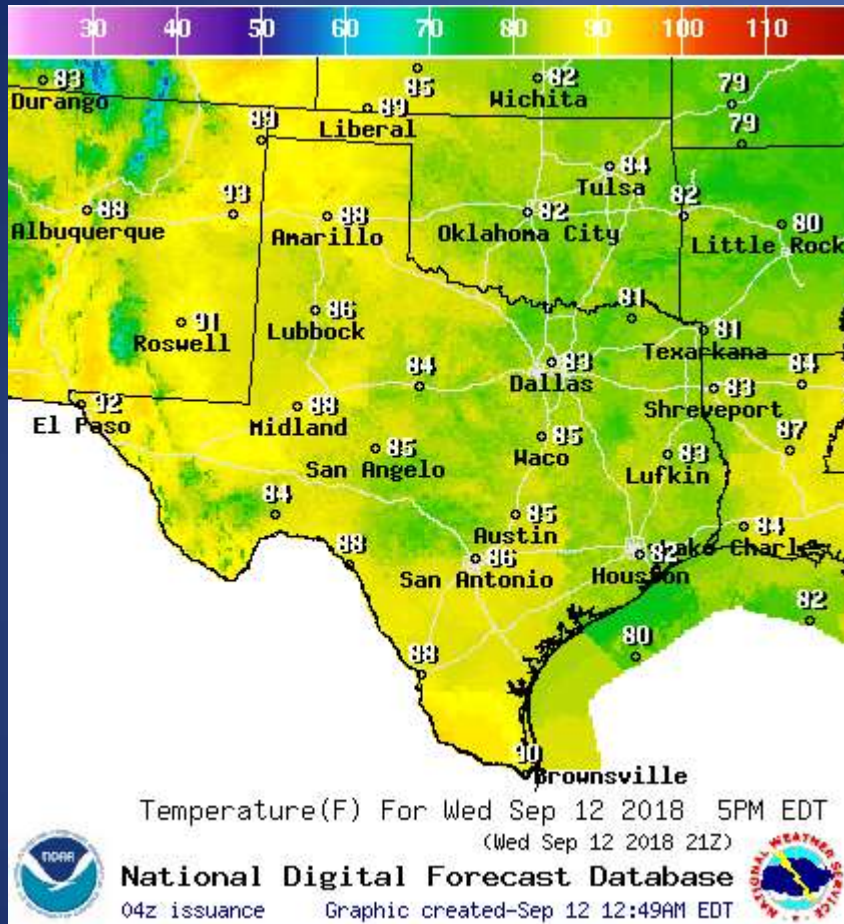 30 40 50 60 70 80 90 100 110
83 85 82 79
Durango 89 Wichita
Liberal 79
89
84
Tulsa
88 93 88 82 82 80
Albuquerque Amarillo Oklahoma City Little Rock
91 86 81 81
Roswell Lubbock Texarkana
84 83 83 84
Dallas Shreveport
92 88
El Paso Midland 85 87
85 83
San Angelo Waco Lufkin
84 85 84
Austin Lake Charles
88 86 82
San Antonio Houston
82
80
88
90
Brownsville
Temperature(F) For Wed Sep 12 2018 5PM EDT
(Wed Sep 12 2018 21Z)
NOAA
National Digital Forecast Database
04z issuance Graphic created-Sep 12 12:49AM EDT
NATIONAL WEATHER SERVICE